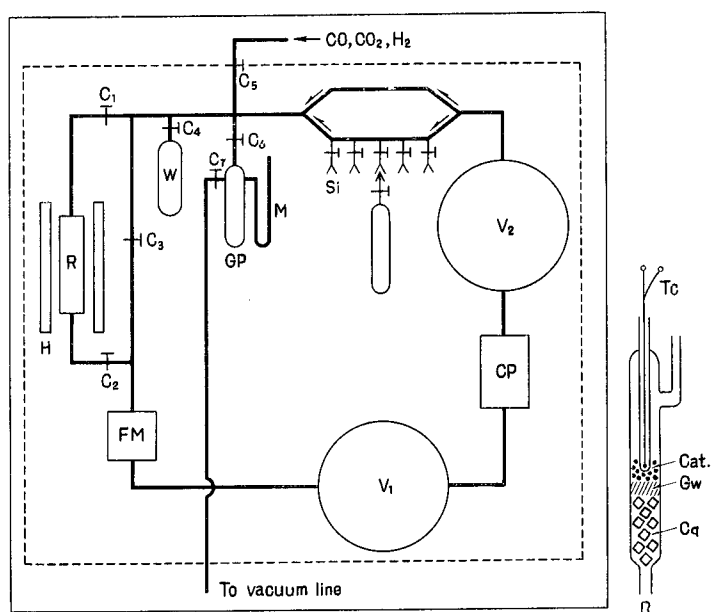 CO, CO₂, H₂
C₅
C₁
C₄
C₆
C₇
W
Si
M
V₂
R
C₃
GP
H
C₂
CP
FM
V₁
To vacuum line
Tc
Cat.
Gw
Cq
R